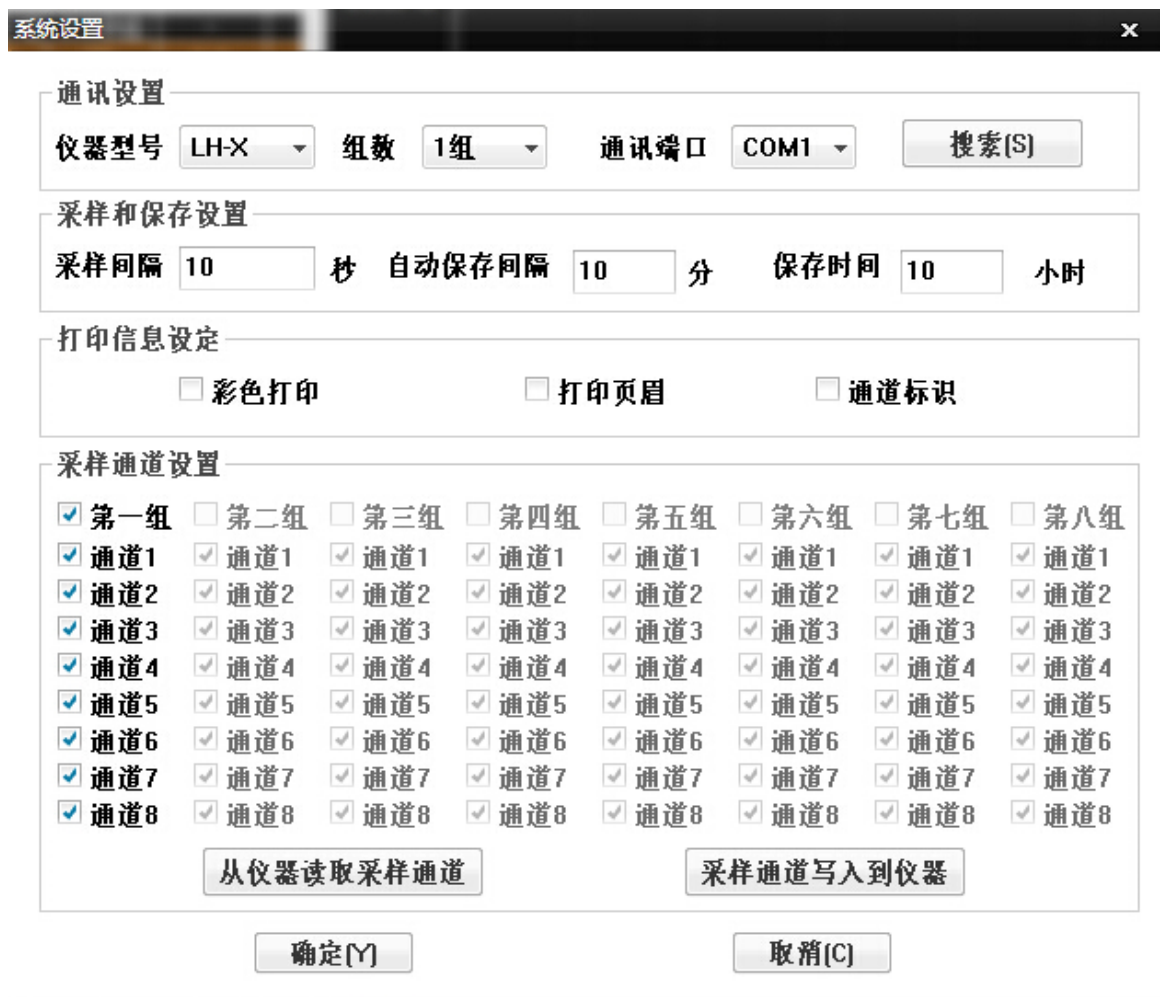 系统设置
通讯设置
仪器型号 LH-X 组数 1组 通讯端口 COM1 搜索(S)
采样和保存设置
采样间隔 10 秒 自动保存间隔 10 分 保存时间 10 小时
打印信息设定
彩色打印 打印页眉 通道标识
采样通道设置
第一组 第二组 第三组 第四组 第五组 第六组 第七组 第八组
通道1 通道1 通道1 通道1 通道1 通道1 通道1 通道1
通道2 通道2 通道2 通道2 通道2 通道2 通道2 通道2
通道3 通道3 通道3 通道3 通道3 通道3 通道3 通道3
通道4 通道4 通道4 通道4 通道4 通道4 通道4 通道4
通道5 通道5 通道5 通道5 通道5 通道5 通道5 通道5
通道6 通道6 通道6 通道6 通道6 通道6 通道6 通道6
通道7 通道7 通道7 通道7 通道7 通道7 通道7 通道7
通道8 通道8 通道8 通道8 通道8 通道8 通道8 通道8
从仪器读取采样通道 采样通道写入到仪器
确定(Y) 取消(C)